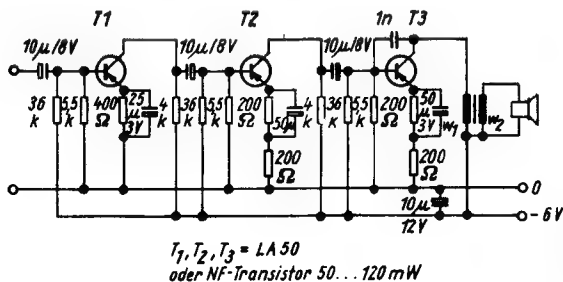 T1 T2 T3
1n
10μ/8V 10μ/8V 10μ/8V
36 k
5,5 k
400 Ω
25 μ 3V
4 k
36 k
5,5 k
200 Ω
50μ
4 k
36 k
5,5 k
200 Ω
50 μ 3V
w1
w2
200 Ω
200 Ω
0
10μ 12V
-6V
T1, T2, T3 = LA 50
oder NF-Transistor 50...120 mW